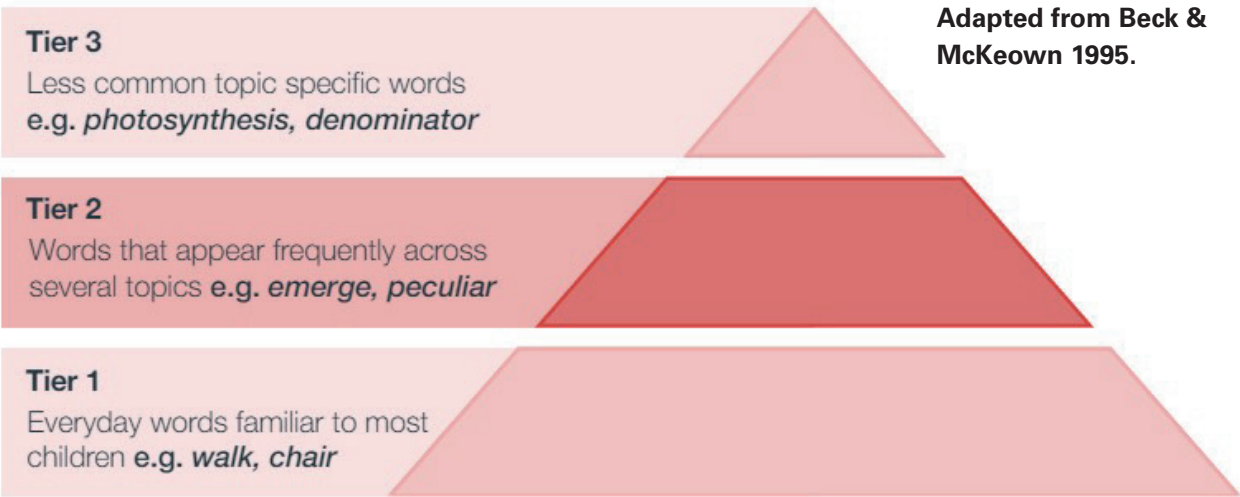 Adapted from Beck &
McKeown 1995.
Tier 3
Less common topic specific words
e.g. photosynthesis, denominator
Tier 2
Words that appear frequently across
several topics e.g. emerge, peculiar
Tier 1
Everyday words familiar to most
children e.g. walk, chair